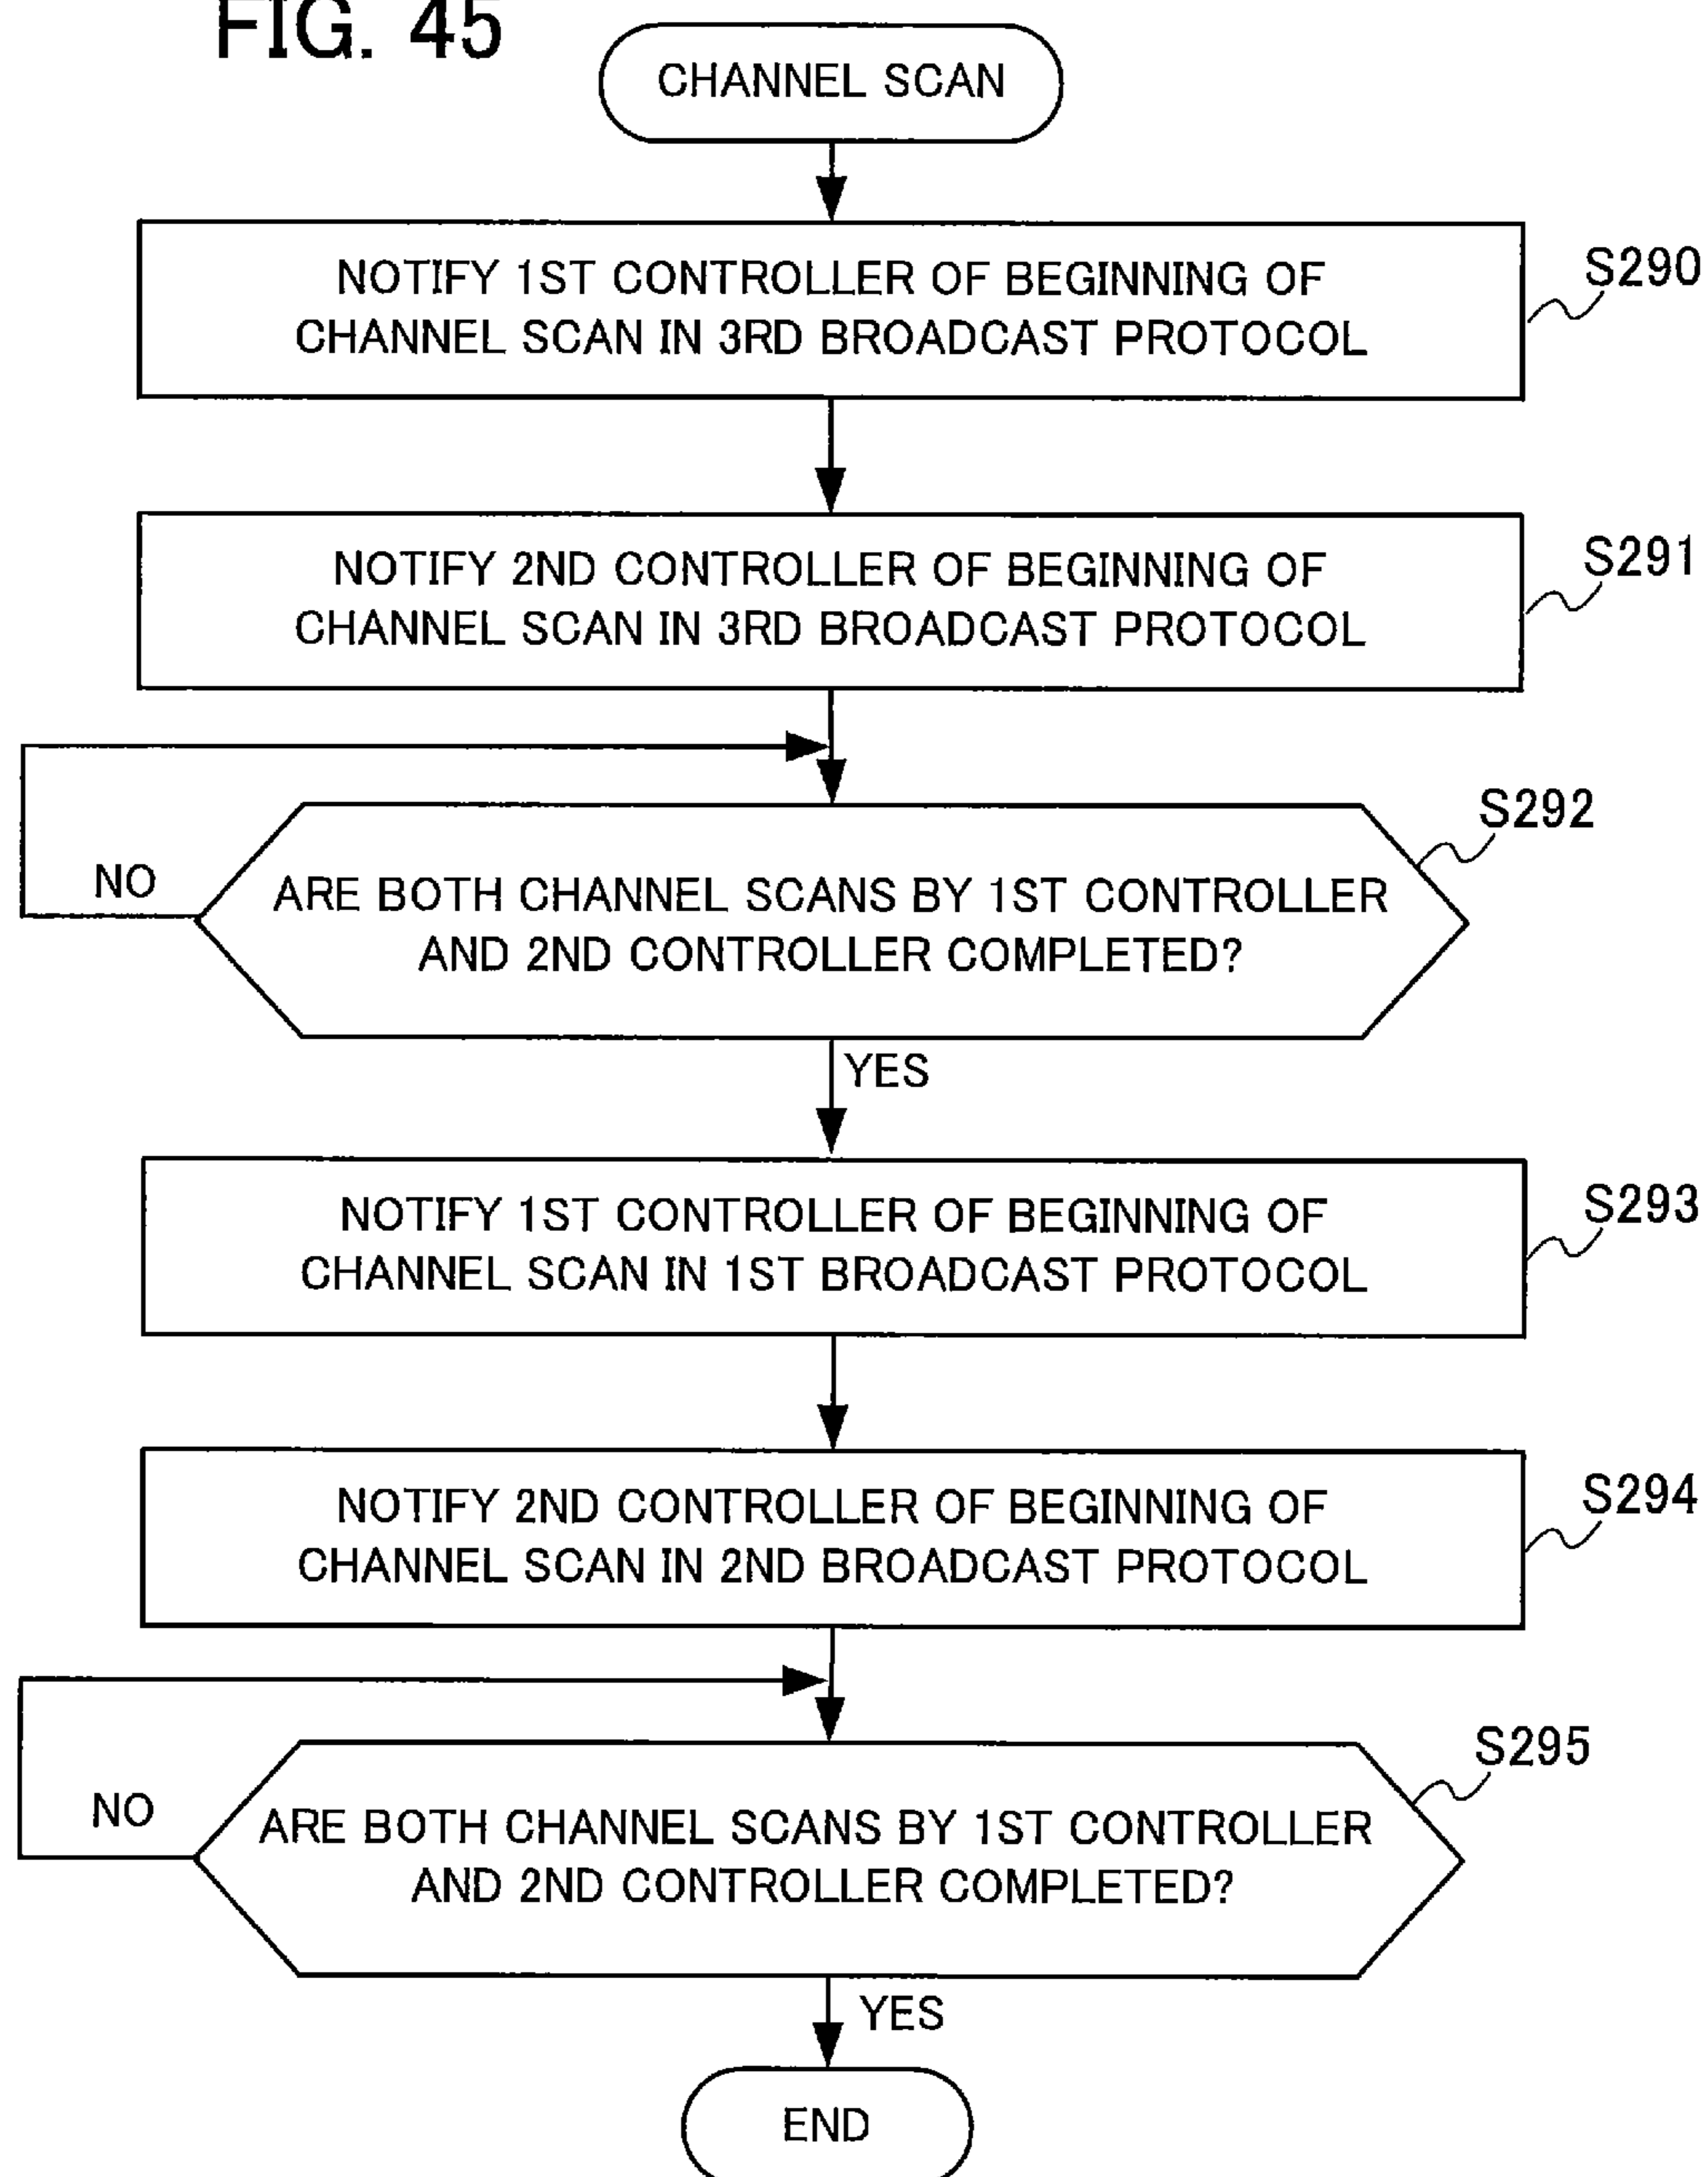 FIG. 45
CHANNEL SCAN
NOTIFY 1ST CONTROLLER OF BEGINNING OF
CHANNEL SCAN IN 3RD BROADCAST PROTOCOL
S290
NOTIFY 2ND CONTROLLER OF BEGINNING OF
CHANNEL SCAN IN 3RD BROADCAST PROTOCOL
S291
S292
NO
ARE BOTH CHANNEL SCANS BY 1ST CONTROLLER
AND 2ND CONTROLLER COMPLETED?
YES
NOTIFY 1ST CONTROLLER OF BEGINNING OF
CHANNEL SCAN IN 1ST BROADCAST PROTOCOL
S293
NOTIFY 2ND CONTROLLER OF BEGINNING OF
CHANNEL SCAN IN 2ND BROADCAST PROTOCOL
S294
S295
NO
ARE BOTH CHANNEL SCANS BY 1ST CONTROLLER
AND 2ND CONTROLLER COMPLETED?
YES
END